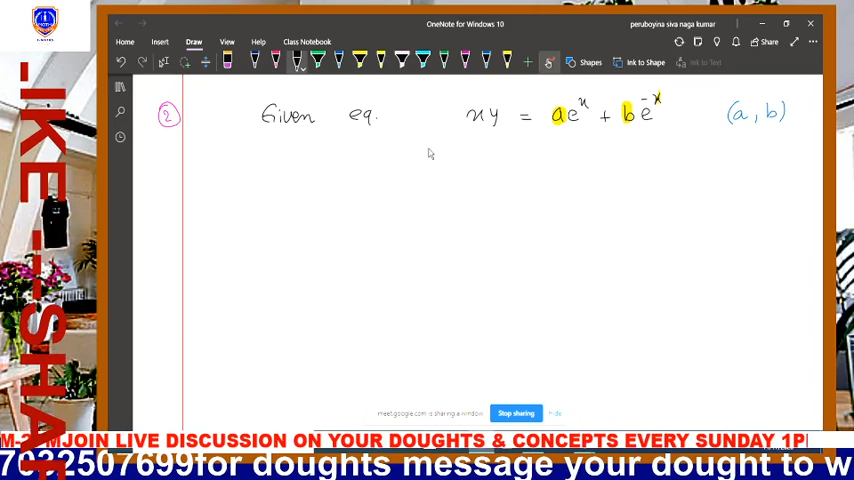 OneNote for Windows 10
peruboyina siva naga kumar
Home Insert Draw View Help Class Notebook
Share
Shapes Ink to Shape Ink to Text
2 Given eq. xy = ae^x + be^-x (a, b)
meet.google.com is sharing a window. Stop sharing Hide
JOIN LIVE DISCUSSION ON YOUR DOUGHTS & CONCEPTS EVERY SUNDAY
7032507699for doughts message your dought to w